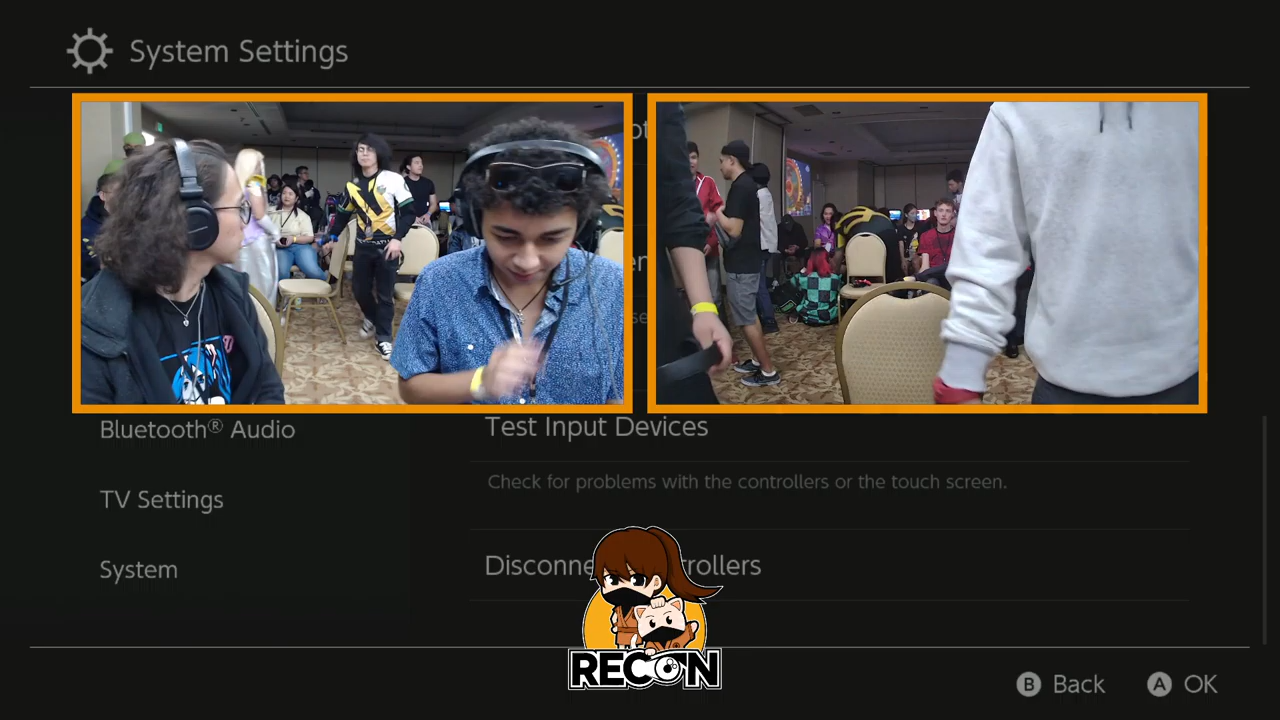 System Settings
Bluetooth® Audio
TV Settings
System
Test Input Devices
Check for problems with the controllers or the touch screen.
RECON
B Back
A OK